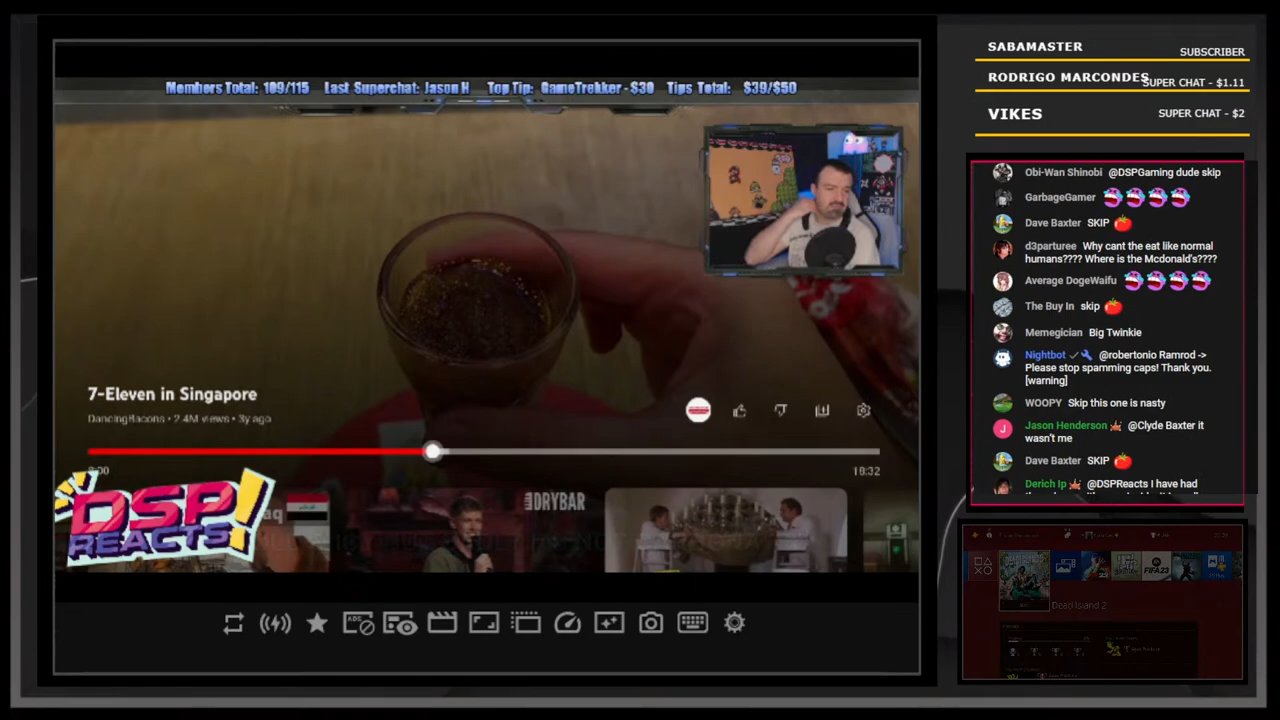 Members Total: 109/115 Last Superchat: Jason H Top Tip: GameTrekker - $30 Tips Total: $39/$50
7-Eleven in Singapore
DancingBacons • 2.4M views • 3y ago
18:32
DSP!
REACTS
DRYBAR
SABAMASTER
SUBSCRIBER
RODRIGO MARCONDES
SUPER CHAT - $1.11
VIKES
SUPER CHAT - $2
Obi-Wan Shinobi @DSPGaming dude skip
GarbageGamer
Dave Baxter SKIP
d3parturee Why cant the eat like normal
humans???? Where is the Mcdonald's????
Average DogeWaifu
The Buy In skip
Memegician Big Twinkie
Nightbot @robertonio Ramrod ->
Please stop spamming caps! Thank you.
[warning]
WOOPY Skip this one is nasty
Jason Henderson @Clyde Baxter it
wasn't me
Dave Baxter SKIP
Derich Ip @DSPReacts I have had
FIFA 23
Dead Island 2